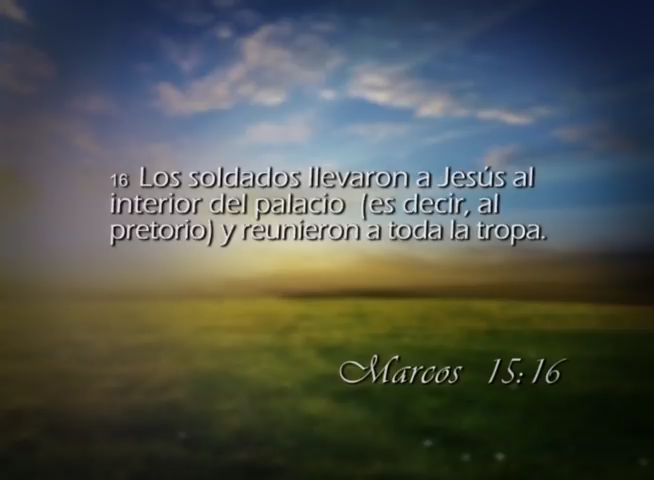 16 Los soldados llevaron a Jesús al
interior del palacio (es decir, al
pretorio) y reunieron a toda la tropa.
Marcos 15:16